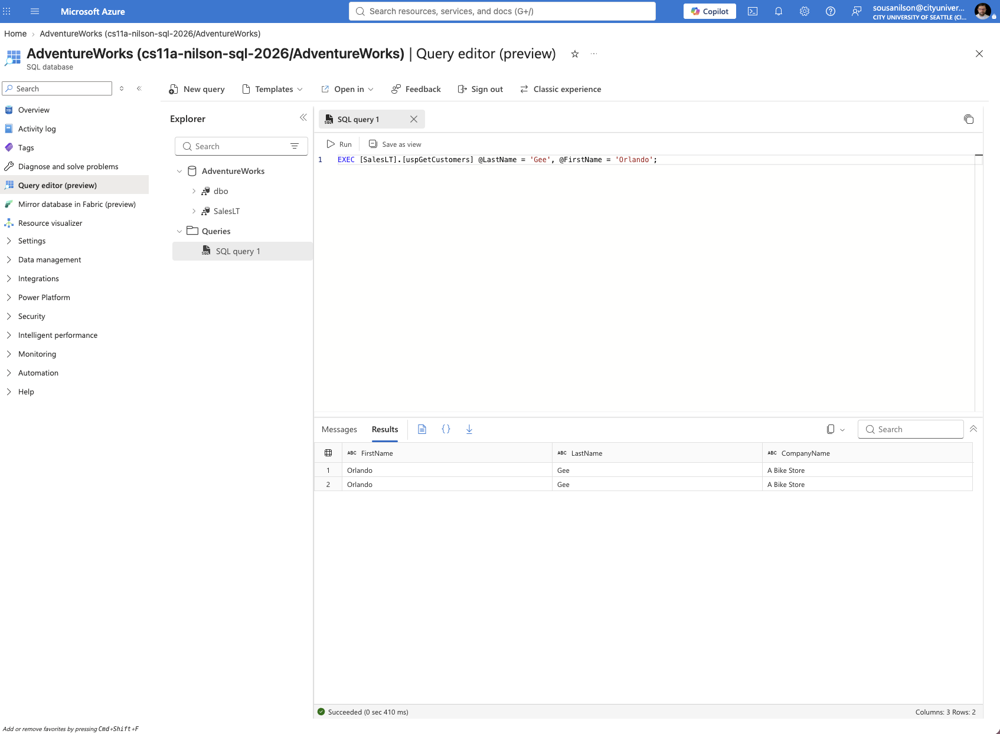 Microsoft Azure
Search resources, services, and docs (G+/)
Copilot
sousanilson@cityuniver...
CITY UNIVERSITY OF SEATTLE (CI...
Home > AdventureWorks (cs11a-nilson-sql-2026/AdventureWorks)
AdventureWorks (cs11a-nilson-sql-2026/AdventureWorks) | Query editor (preview)
SQL database
Search
New query
Templates
Open in
Feedback
Sign out
Classic experience
Overview
Activity log
Tags
Diagnose and solve problems
Query editor (preview)
Mirror database in Fabric (preview)
Resource visualizer
Settings
Data management
Integrations
Power Platform
Security
Intelligent performance
Monitoring
Automation
Help
Explorer
Search
AdventureWorks
dbo
SalesLT
Queries
SQL query 1
SQL query 1
Run
Save as view
1 EXEC [SalesLT].[uspGetCustomers] @LastName = 'Gee', @FirstName = 'Orlando';
Messages
Results
Search
ABC FirstName ABC LastName ABC CompanyName
1 Orlando Gee A Bike Store
2 Orlando Gee A Bike Store
Succeeded (0 sec 410 ms)
Columns: 3 Rows: 2
Add or remove favorites by pressing Cmd+Shift+F